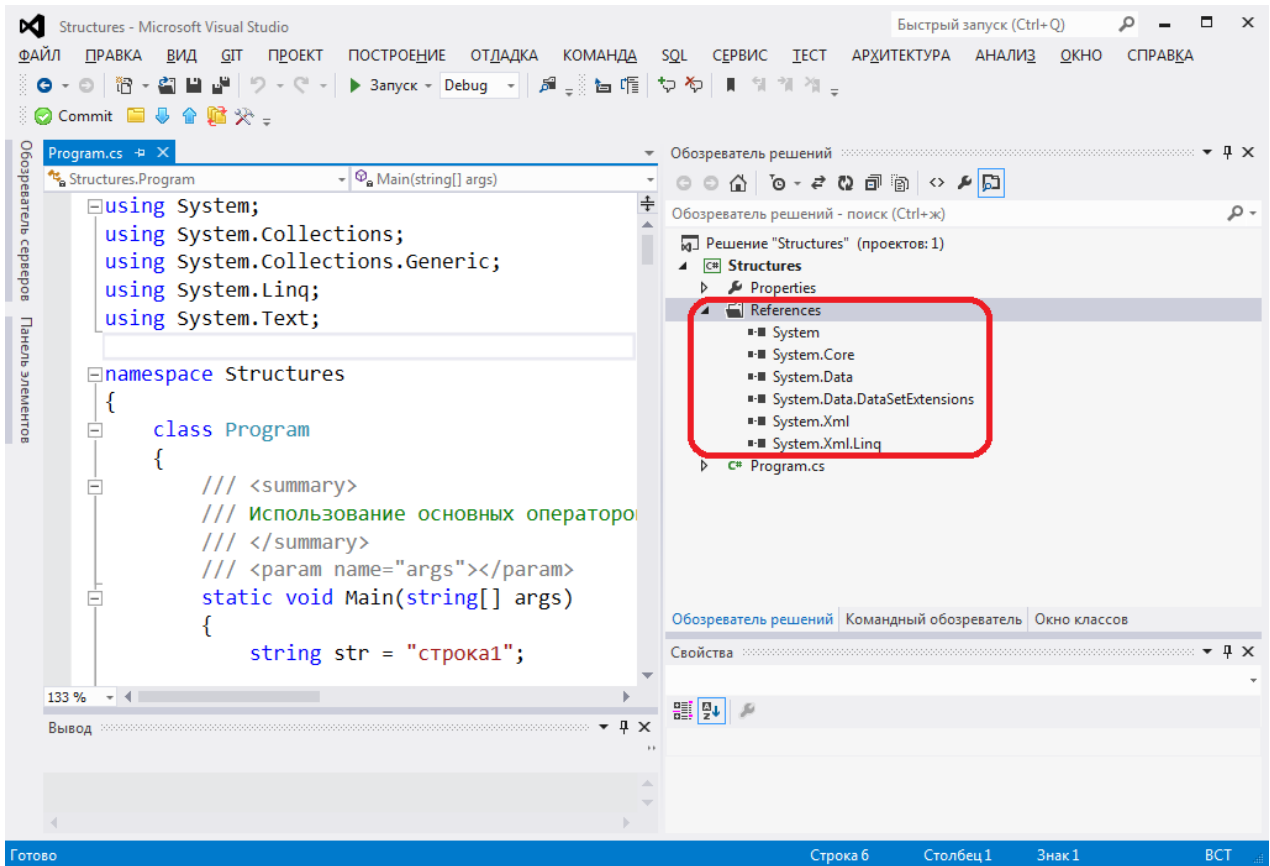 Structures - Microsoft Visual Studio
Быстрый запуск (Ctrl+Q)
ФАЙЛ ПРАВКА ВИД GIT ПРОЕКТ ПОСТРОЕНИЕ ОТЛАДКА КОМАНДА SQL СЕРВИС ТЕСТ АРХИТЕКТУРА АНАЛИЗ ОКНО СПРАВКА
Запуск Debug
Commit
Обозреватель серверов
Панель элементов
Program.cs
Structures.Program
Main(string[] args)
using System;
using System.Collections;
using System.Collections.Generic;
using System.Linq;
using System.Text;
namespace Structures
{
class Program
{
/// <summary>
/// Использование основных операторо
/// </summary>
/// <param name="args"></param>
static void Main(string[] args)
{
string str = "строка1";
133 %
Вывод
Обозреватель решений
Обозреватель решений - поиск (Ctrl+ж)
Решение "Structures" (проектов: 1)
C# Structures
Properties
References
System
System.Core
System.Data
System.Data.DataSetExtensions
System.Xml
System.Xml.Linq
C# Program.cs
Обозреватель решений Командный обозреватель Окно классов
Свойства
Готово
Строка 6 Столбец 1 Знак 1 ВСТ